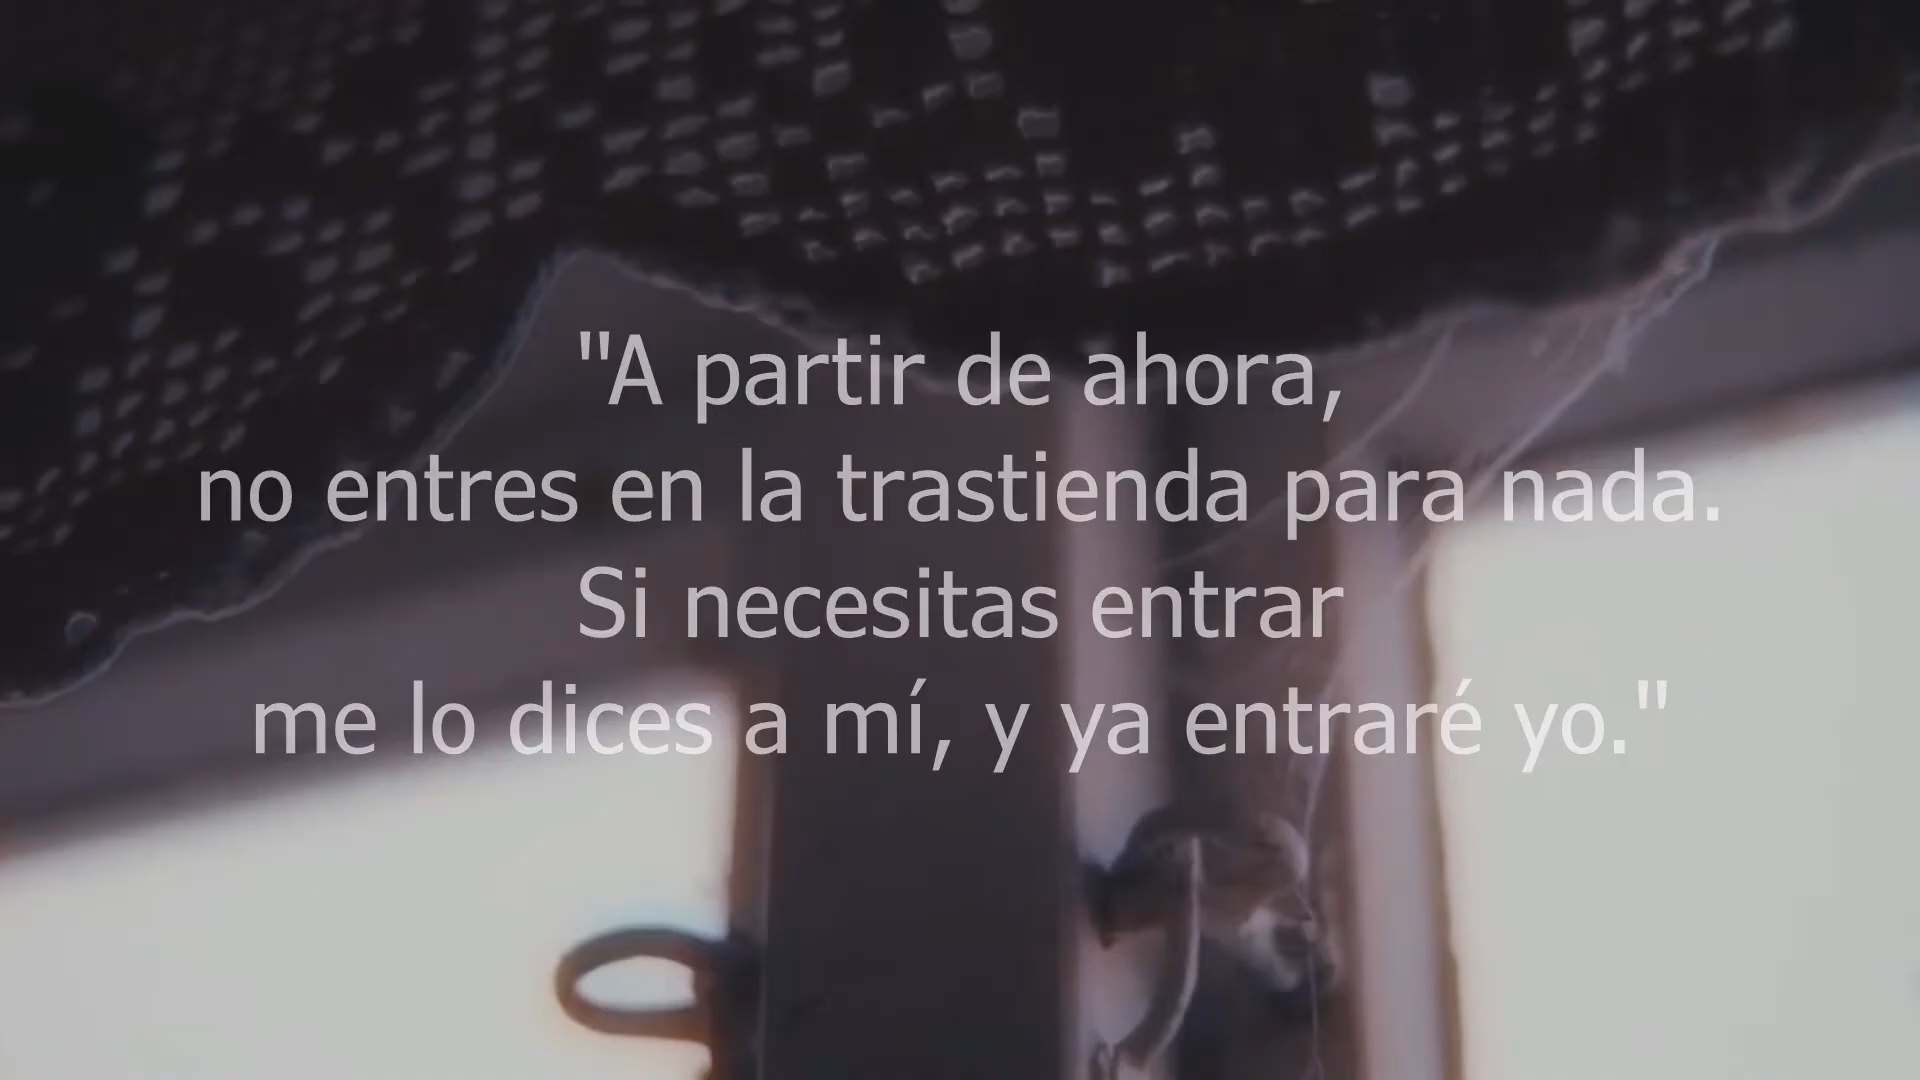 "A partir de ahora,
no entres en la trastienda para nada.
Si necesitas entrar
me lo dices a mí, y ya entraré yo."